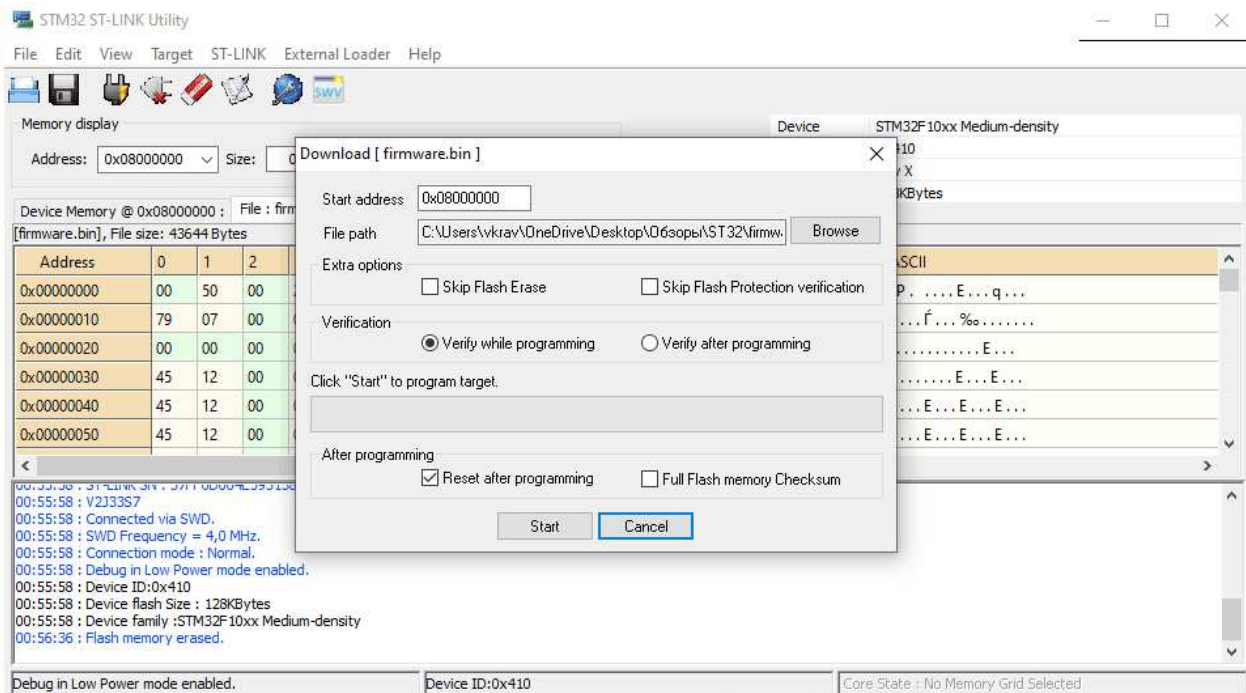 STM32 ST-LINK Utility
File Edit View Target ST-LINK External Loader Help
SWV
Memory display
Address: 0x08000000 Size:
Device STM32F10xx Medium-density
Device Memory @ 0x08000000 : File :
[firmware.bin], File size: 43644 Bytes
Address 0 1 2
0x00000000 00 50 00
0x00000010 79 07 00
0x00000020 00 00 00
0x00000030 45 12 00
0x00000040 45 12 00
0x00000050 45 12 00
Download [ firmware.bin ]
Start address 0x08000000
File path C:\Users\vkrav\OneDrive\Desktop\Обзоры\ST32\firmw Browse
Extra options
Skip Flash Erase Skip Flash Protection verification
Verification
Verify while programming Verify after programming
Click "Start" to program target.
After programming
Reset after programming Full Flash memory Checksum
Start Cancel
P. ....E...q...
...Ѓ...‰.......
...........E...
.......E...E...
...E...E...E...
...E...E...E...
00:55:58 : V2J33S7
00:55:58 : Connected via SWD.
00:55:58 : SWD Frequency = 4,0 MHz.
00:55:58 : Connection mode : Normal.
00:55:58 : Debug in Low Power mode enabled.
00:55:58 : Device ID:0x410
00:55:58 : Device flash Size : 128KBytes
00:55:58 : Device family :STM32F10xx Medium-density
00:56:36 : Flash memory erased.
Debug in Low Power mode enabled. Device ID:0x410 Core State : No Memory Grid Selected